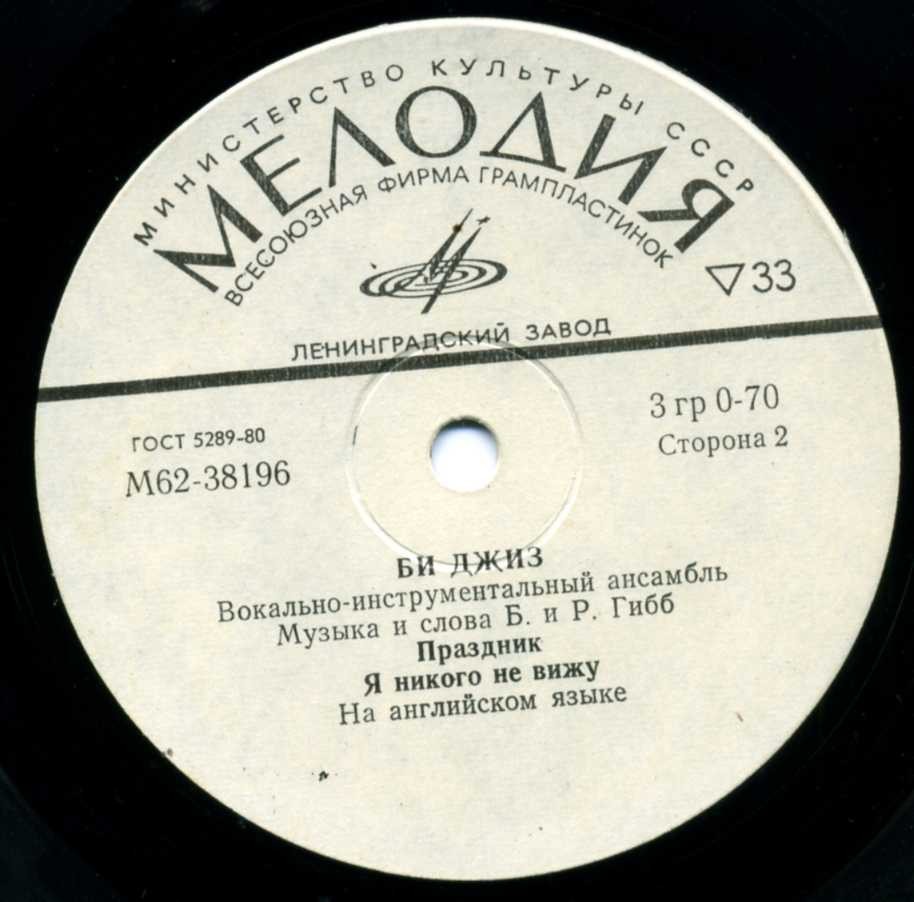 МИНИСТЕРСТВО КУЛЬТУРЫ СССР
МЕЛОДИЯ
ВСЕСОЮЗНАЯ ФИРМА ГРАМПЛАСТИНОК
33
ЛЕНИНГРАДСКИЙ ЗАВОД
ГОСТ 5289-80
М62-38196
3 гр 0-70
Сторона 2
БИ ДЖИЗ
Вокально-инструментальный ансамбль
Музыка и слова Б. и Р. Гибб
Праздник
Я никого не вижу
На английском языке